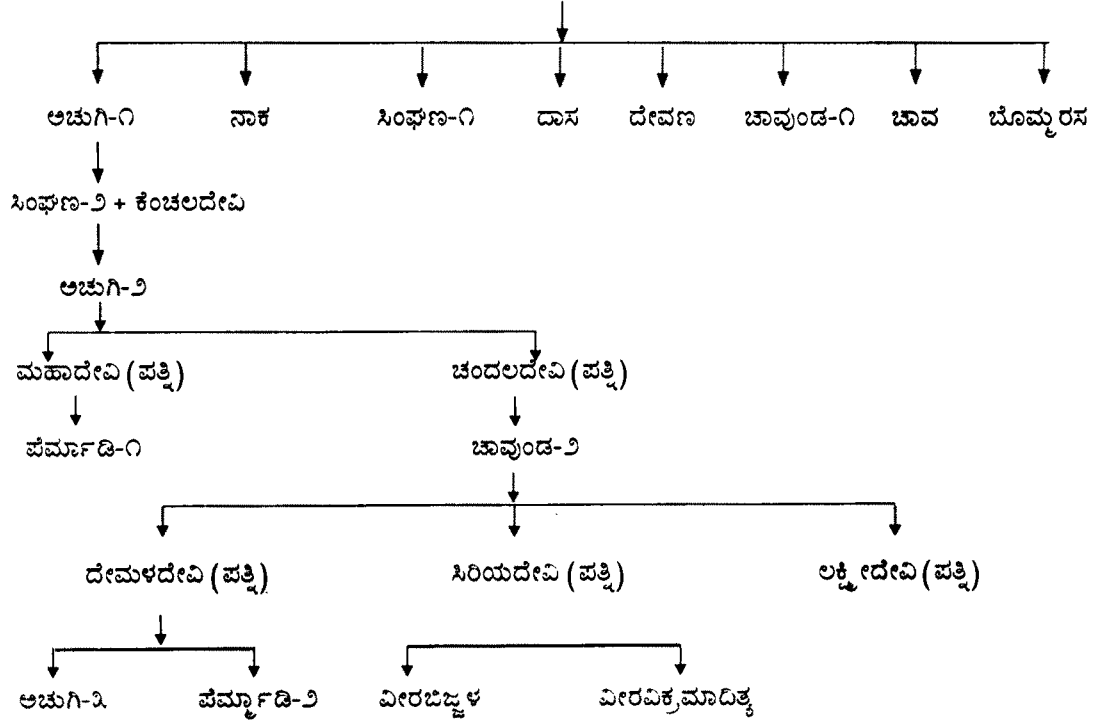 ಅಚುಗಿ-೧ ನಾಕ ಸಿಂಘಣ-೧ ದಾಸ ದೇವಣ ಚಾವುಂಡ-೧ ಚಾವ ಬೊಮ್ಮರಸ
ಸಿಂಘಣ-೨ + ಕೆಂಚಲದೇವಿ
ಅಚುಗಿ-೨
ಮಹಾದೇವಿ (ಪತ್ನಿ) ಚಂದಲದೇವಿ (ಪತ್ನಿ)
ಪೆರ್ಮಾಡಿ-೧ ಚಾವುಂಡ-೨
ದೇಮಳದೇವಿ (ಪತ್ನಿ) ಸಿರಿಯದೇವಿ (ಪತ್ನಿ) ಲಕ್ಷ್ಮೀದೇವಿ (ಪತ್ನಿ)
ಅಚುಗಿ-೩ ಪೆರ್ಮ್ಮಾಡಿ-೨ ವೀರಬಿಜ್ಜಳ ವೀರವಿಕ್ರಮಾದಿತ್ಯ